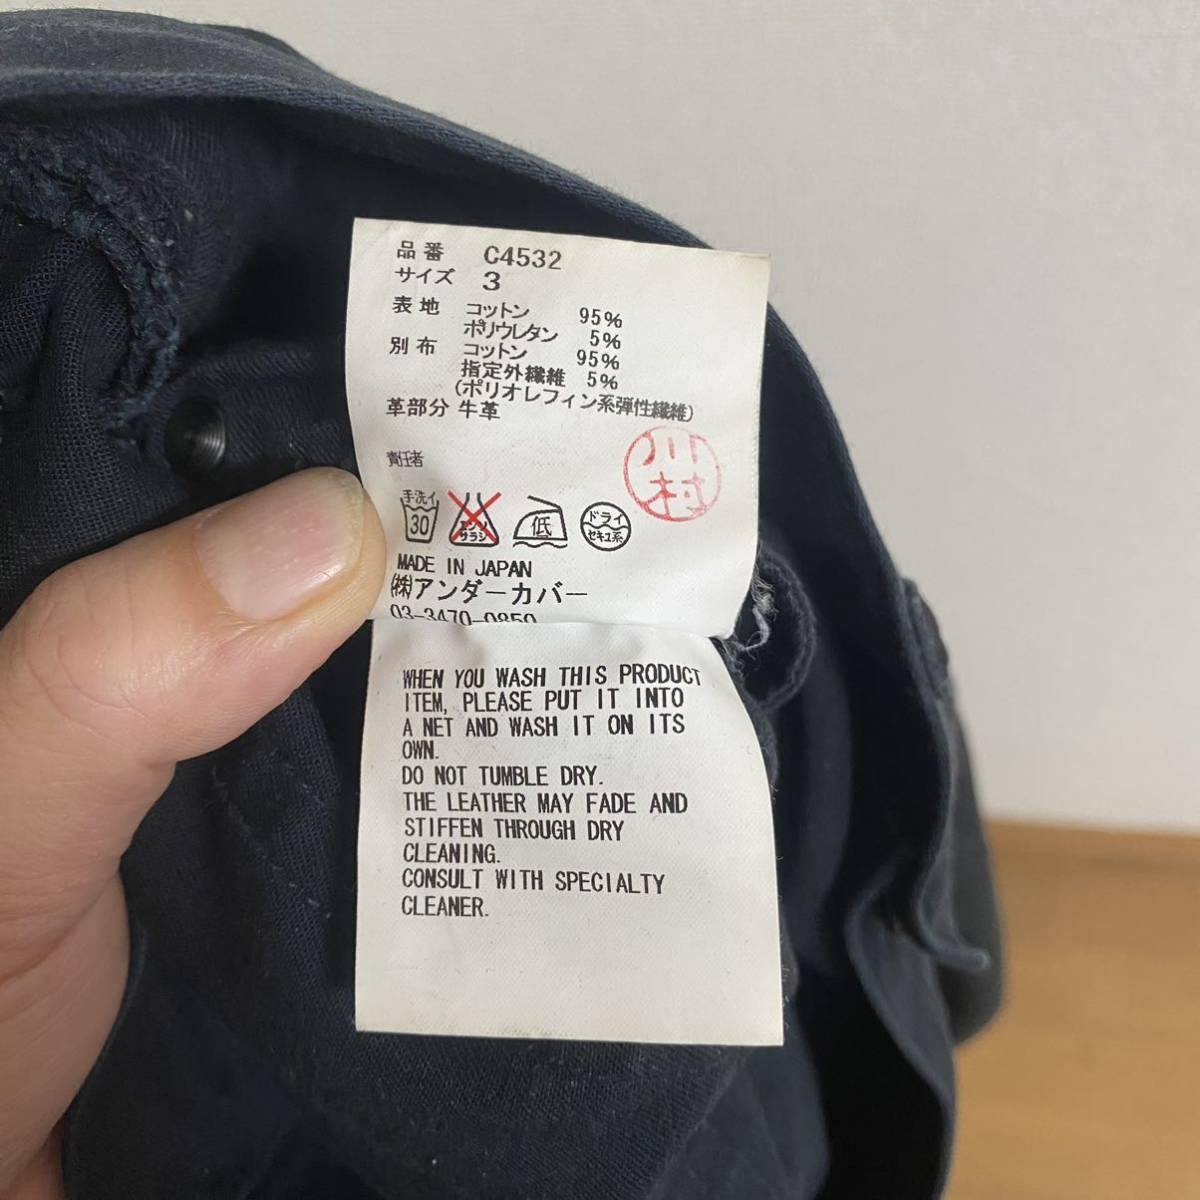 品番 C4532
サイズ 3
表地 コットン 95%
ポリウレタン 5%
別布 コットン 95%
指定外繊維 5%
(ポリオレフィン系弾性繊維)
革部分 牛革
責任者
川村
手洗イ
30
エンソ
サラシ
低
ドライ
セキユ系
MADE IN JAPAN
㈱アンダーカバー
03-3470-0850
WHEN YOU WASH THIS PRODUCT
ITEM, PLEASE PUT IT INTO
A NET AND WASH IT ON ITS
OWN.
DO NOT TUMBLE DRY.
THE LEATHER MAY FADE AND
STIFFEN THROUGH DRY
CLEANING.
CONSULT WITH SPECIALTY
CLEANER.